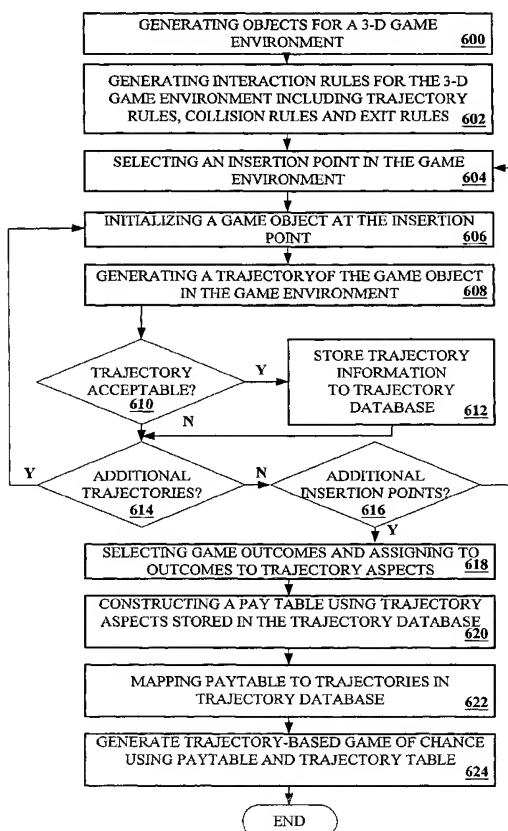 GENERATING OBJECTS FOR A 3-D GAME
ENVIRONMENT
600
GENERATING INTERACTION RULES FOR THE 3-D
GAME ENVIRONMENT INCLUDING TRAJECTORY
RULES, COLLISION RULES AND EXIT RULES
602
SELECTING AN INSERTION POINT IN THE GAME
ENVIRONMENT
604
INITIALIZING A GAME OBJECT AT THE INSERTION
POINT
606
GENERATING A TRAJECTORYOF THE GAME OBJECT
IN THE GAME ENVIRONMENT
608
TRAJECTORY
ACCEPTABLE?
610
Y
N
STORE TRAJECTORY
INFORMATION
TO TRAJECTORY
DATABASE
612
Y
ADDITIONAL
TRAJECTORIES?
614
N
ADDITIONAL
INSERTION POINTS?
616
Y
SELECTING GAME OUTCOMES AND ASSIGNING TO
OUTCOMES TO TRAJECTORY ASPECTS
618
CONSTRUCTING A PAY TABLE USING TRAJECTORY
ASPECTS STORED IN THE TRAJECTORY DATABASE
620
MAPPING PAYTABLE TO TRAJECTORIES IN
TRAJECTORY DATABASE
622
GENERATE TRAJECTORY-BASED GAME OF CHANCE
USING PAYTABLE AND TRAJECTORY TABLE
624
END